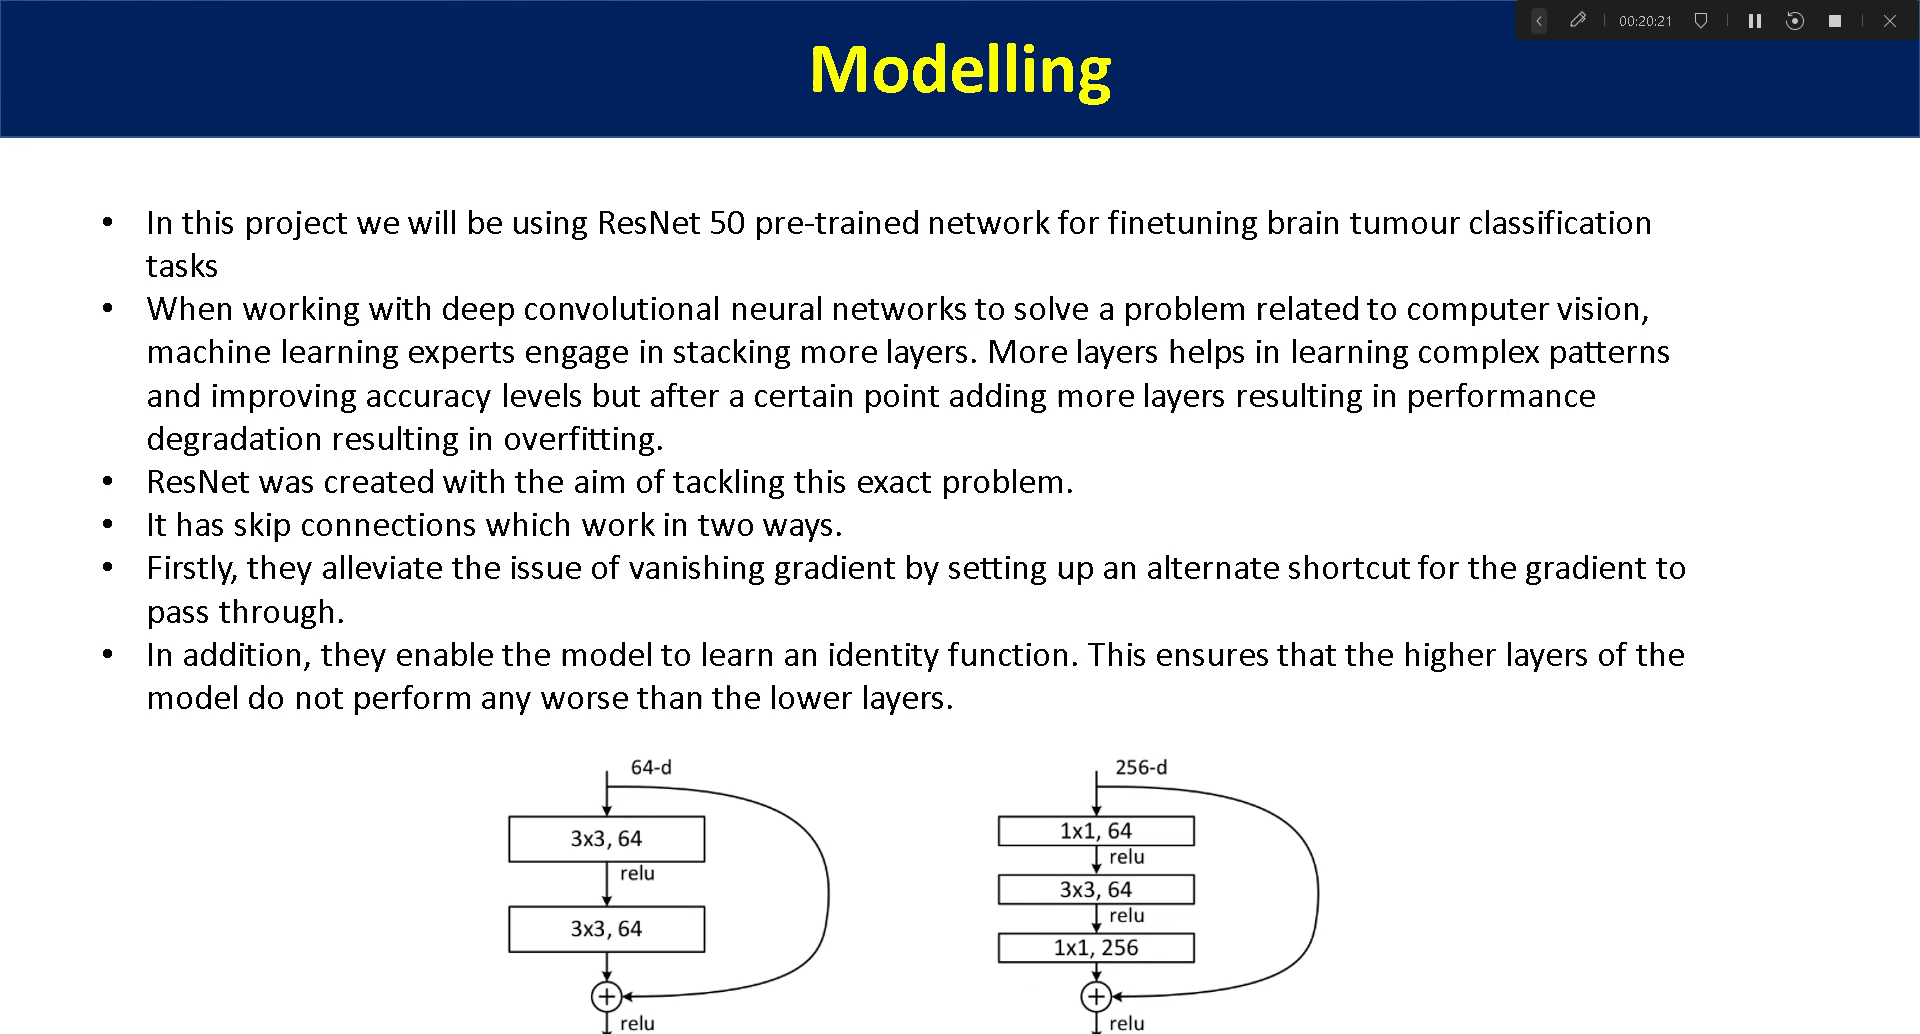 00:20:21
Modelling
• In this project we will be using ResNet 50 pre-trained network for finetuning brain tumour classification
tasks
• When working with deep convolutional neural networks to solve a problem related to computer vision,
machine learning experts engage in stacking more layers. More layers helps in learning complex patterns
and improving accuracy levels but after a certain point adding more layers resulting in performance
degradation resulting in overfitting.
• ResNet was created with the aim of tackling this exact problem.
• It has skip connections which work in two ways.
• Firstly, they alleviate the issue of vanishing gradient by setting up an alternate shortcut for the gradient to
pass through.
• In addition, they enable the model to learn an identity function. This ensures that the higher layers of the
model do not perform any worse than the lower layers.
64-d
3x3, 64
relu
3x3, 64
relu
256-d
1x1, 64
relu
3x3, 64
relu
1x1, 256
relu